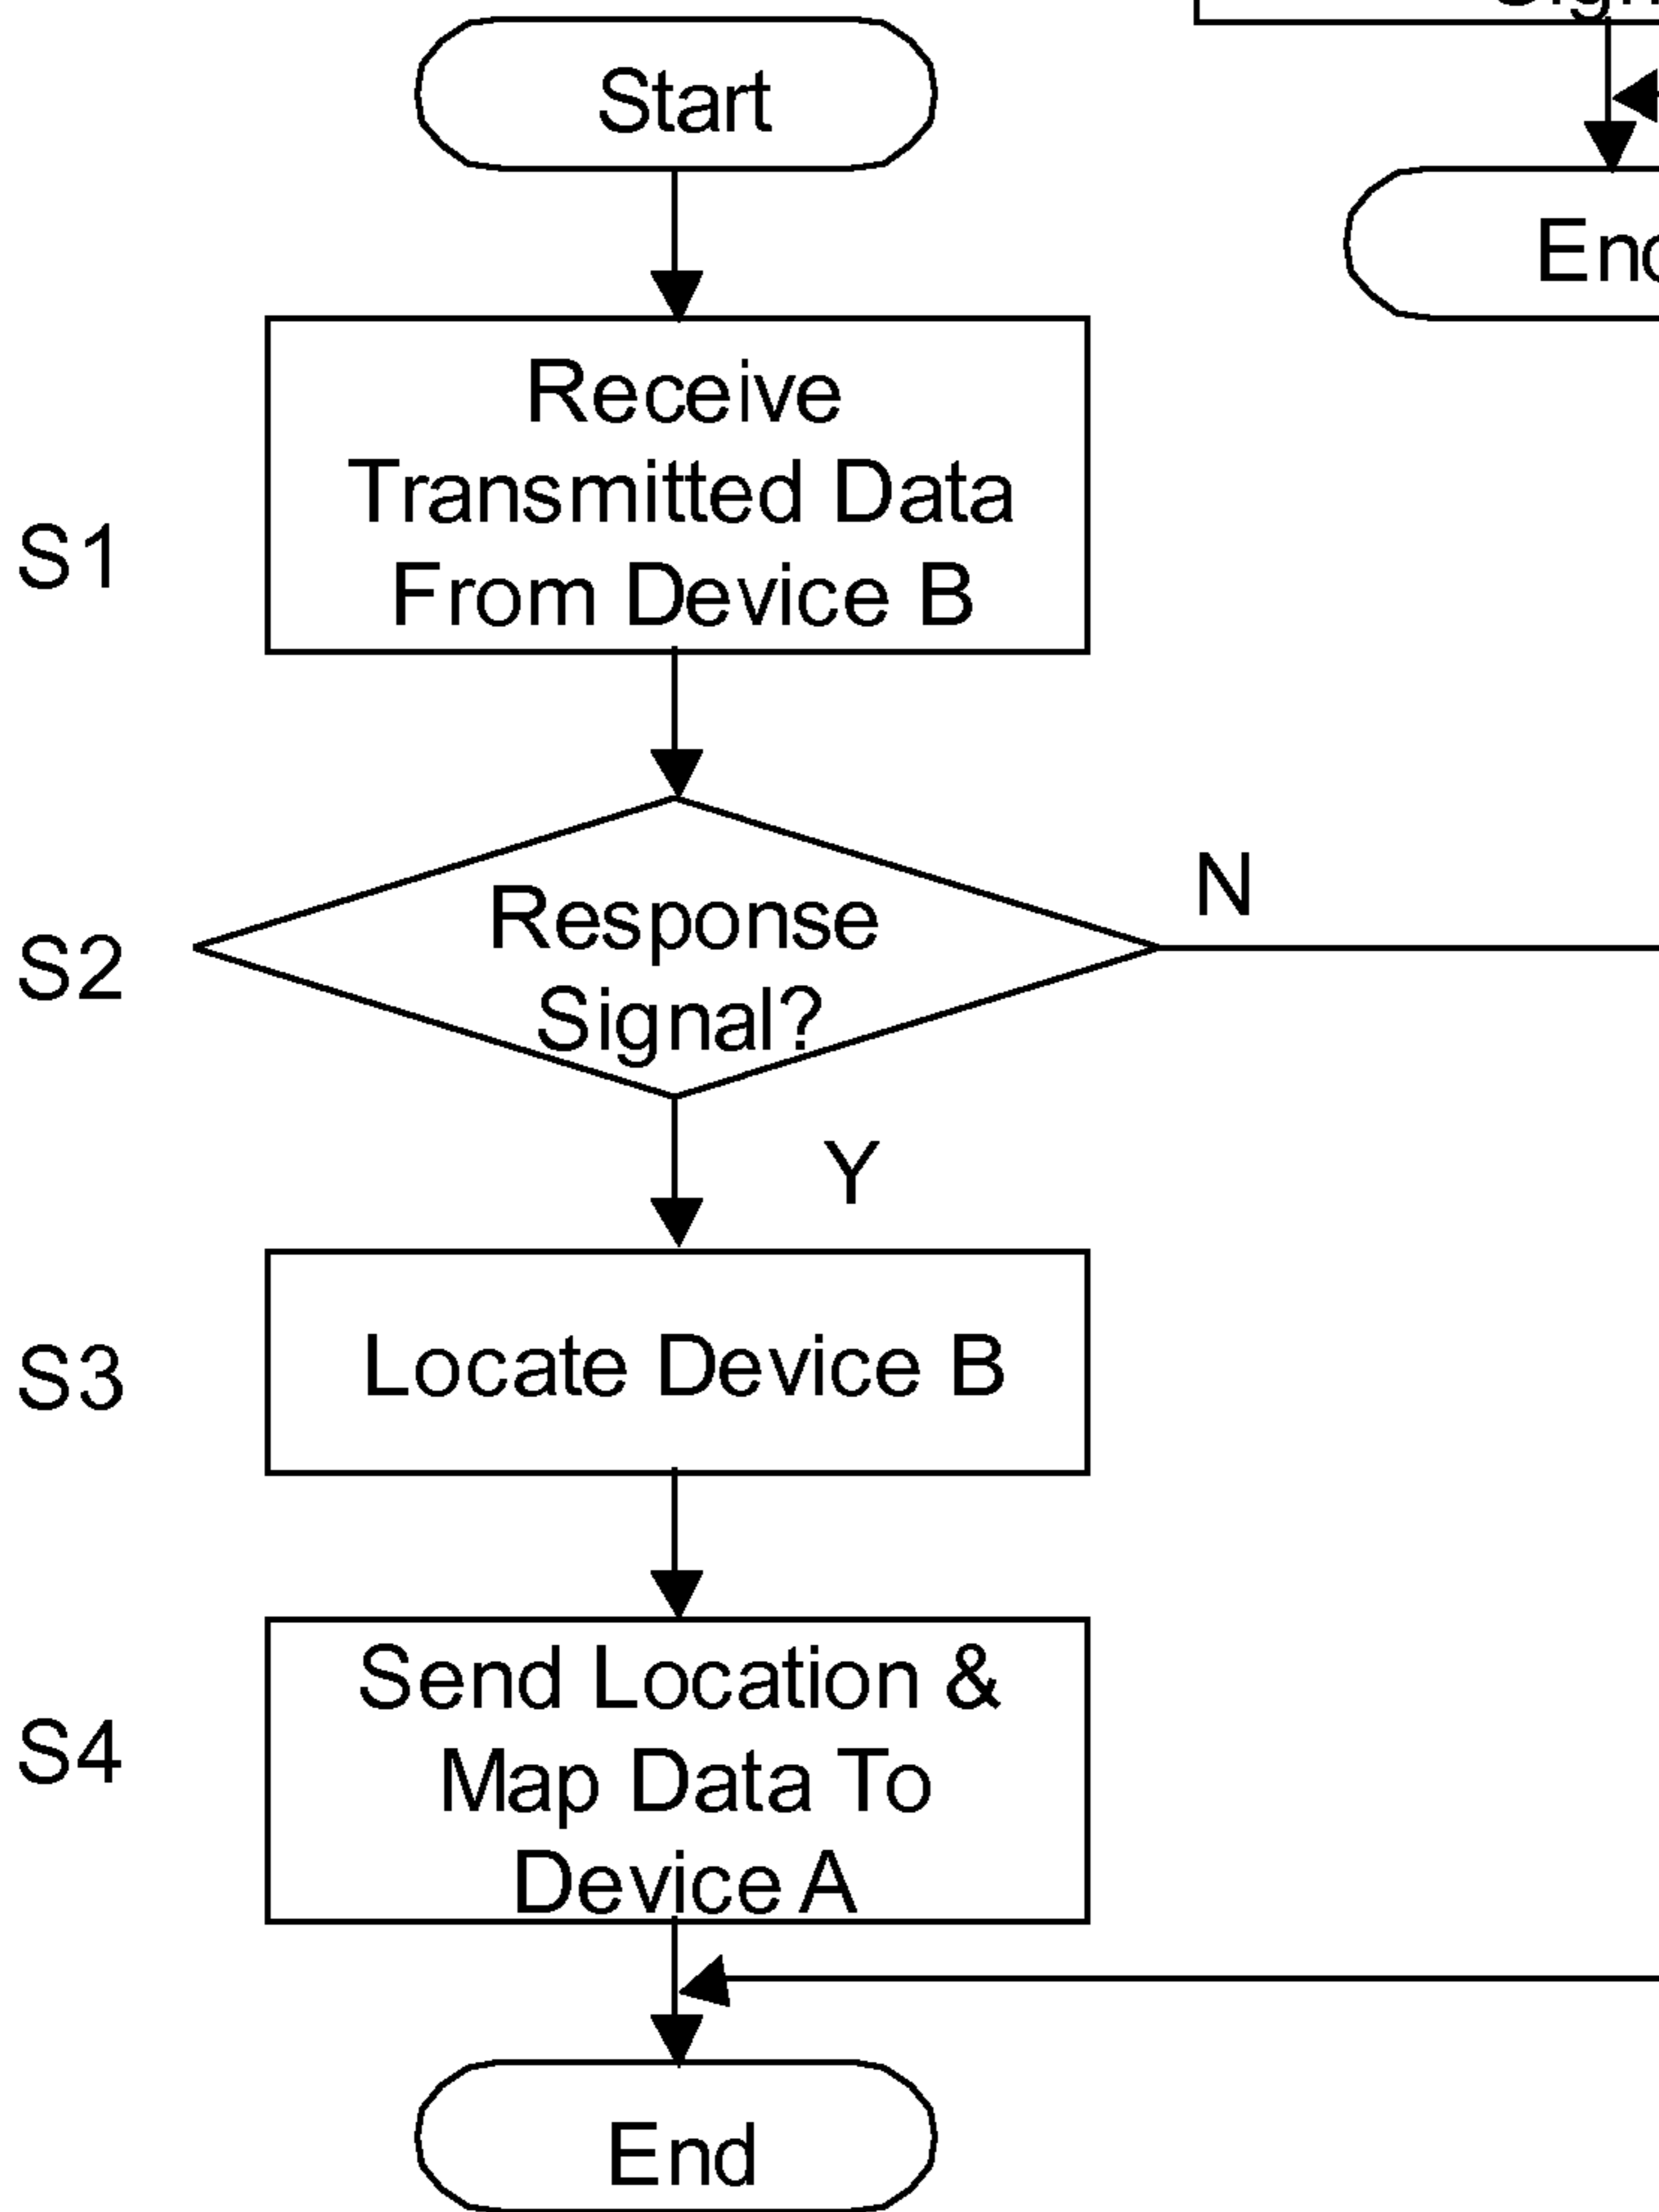 Start
Receive
Transmitted Data
From Device B
S1
Response
Signal?
S2
N
Y
Locate Device B
S3
Send Location &
Map Data To
Device A
S4
End